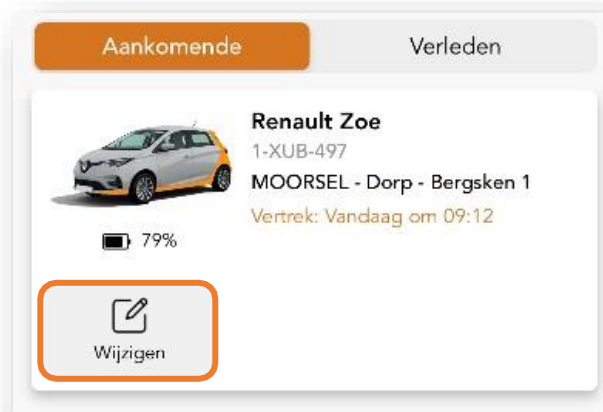 Aankomende
Verleden
Renault Zoe
1-XUB-497
MOORSEL - Dorp - Bergsken 1
Vertrek: Vandaag om 09:12
79%
Wijzigen